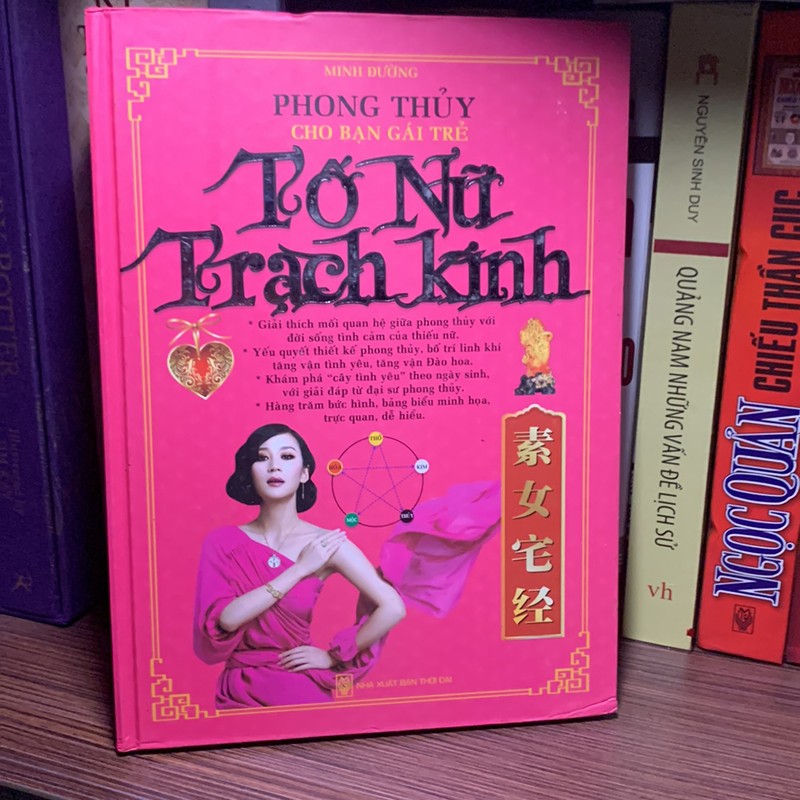 MINH ĐƯỜNG
PHONG THỦY
CHO BẠN GÁI TRẺ
Tố Nữ
Trạch kinh
* Giải thích mối quan hệ giữa phong thủy với
đời sống tình cảm của thiếu nữ.
* Yếu quyết thiết kế phong thủy, bố trí linh khí
tăng vận tình yêu, tăng vận Đào hoa.
* Khám phá “cây tình yêu” theo ngày sinh,
với giải đáp từ đại sư phong thủy.
* Hàng trăm bức hình, bảng biểu minh họa,
trực quan, dễ hiểu.
THỔ
HỎA
KIM
MỘC
THỦY
素女宅经
NHÀ XUẤT BẢN THỜI ĐẠI
NGUYỄN SINH DUY
QUẢNG NAM NHỮNG VẤN ĐỀ LỊCH SỬ
vh
NGỌC QUẢN
CHIẾU THẦN CỤC